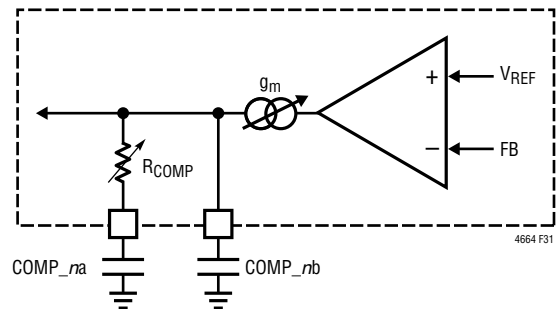 gm
+
VREF
RCOMP
−
FB
4664 F31
COMP_na
COMP_nb